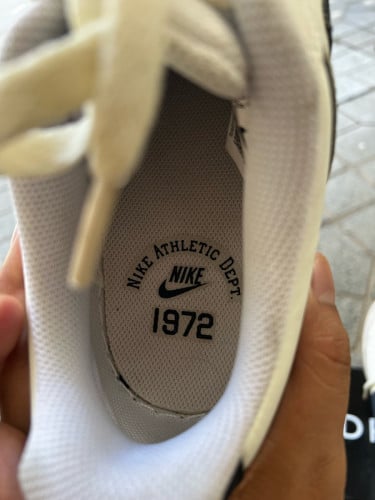 NIKE ATHLETIC DEPT.
NIKE
1972